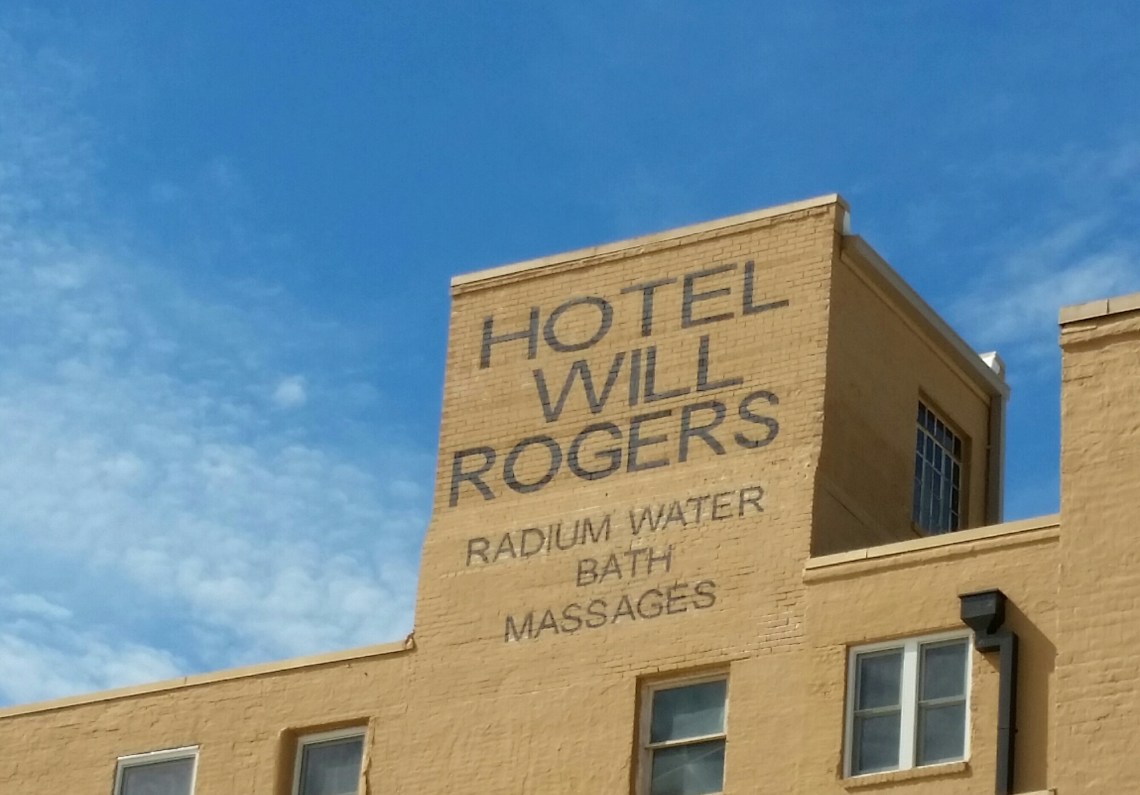 HOTEL
WILL
ROGERS
RADIUM WATER
BATH
MASSAGES